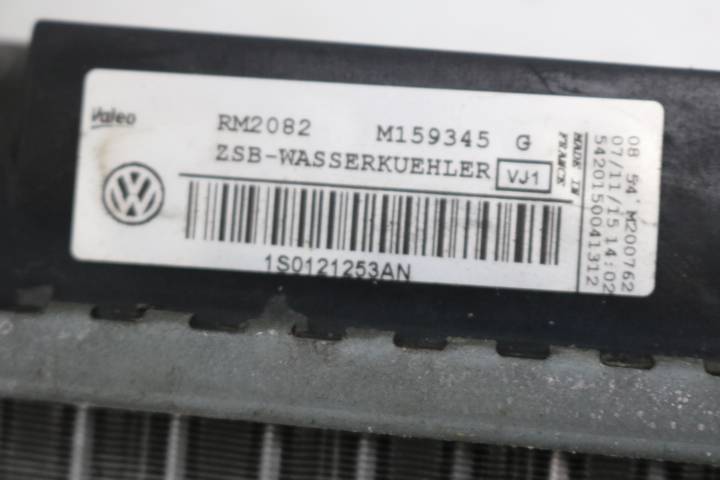 Valeo
RM2082 M159345 G
ZSB-WASSERKUEHLER VJ1
1S0121253AN
MADE IN
FRANCE
08 54' M200762
07/11/15 14:02
5420150041312